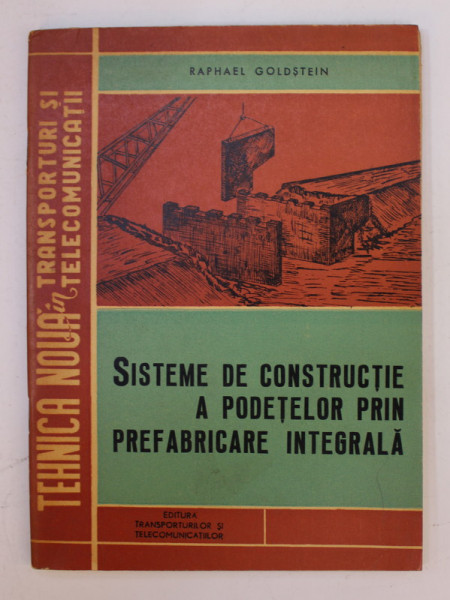 RAPHAEL GOLDȘTEIN
TEHNICA NOUĂ în TRANSPORTURI ȘI
TELECOMUNICAȚII
SISTEME DE CONSTRUCȚIE
A PODEȚELOR PRIN
PREFABRICARE INTEGRALĂ
EDITURA
TRANSPORTURILOR ȘI
TELECOMUNICAȚIILOR